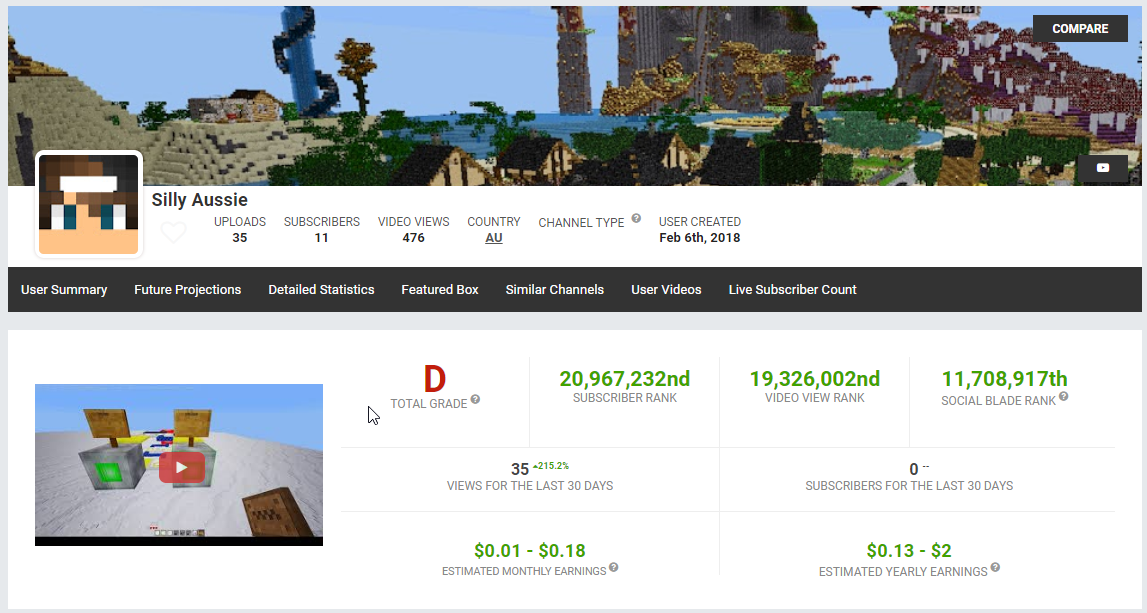 COMPARE
Silly Aussie
UPLOADS SUBSCRIBERS VIDEO VIEWS COUNTRY CHANNEL TYPE ? USER CREATED
35 11 476 AU Feb 6th, 2018
User Summary Future Projections Detailed Statistics Featured Box Similar Channels User Videos Live Subscriber Count
D 20,967,232nd 19,326,002nd 11,708,917th
TOTAL GRADE ? SUBSCRIBER RANK VIDEO VIEW RANK SOCIAL BLADE RANK ?
35 215.2% 0 --
VIEWS FOR THE LAST 30 DAYS SUBSCRIBERS FOR THE LAST 30 DAYS
$0.01 - $0.18 $0.13 - $2
ESTIMATED MONTHLY EARNINGS ? ESTIMATED YEARLY EARNINGS ?